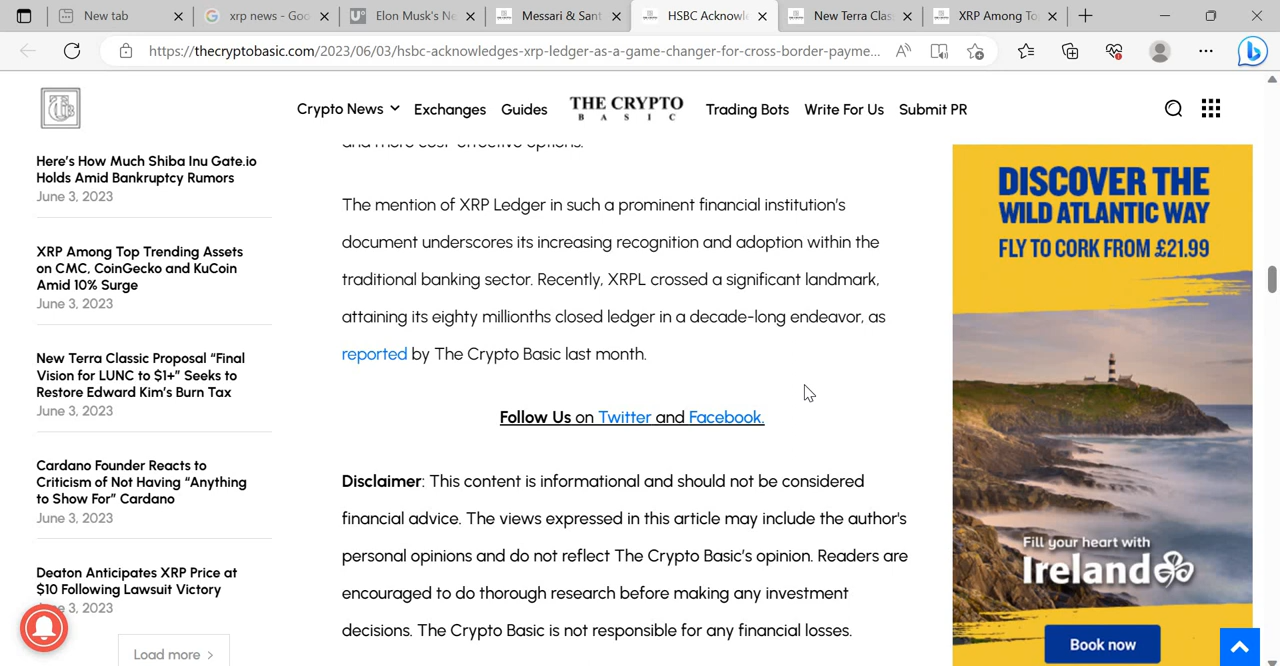 New tab
xrp news - Goo
Elon Musk's Ne
Messari & Sant
HSBC Acknowle
New Terra Clas
XRP Among To
https://thecryptobasic.com/2023/06/03/hsbc-acknowledges-xrp-ledger-as-a-game-changer-for-cross-border-payme...
Crypto News
Exchanges
Guides
THE CRYPTO
BASIC
Trading Bots
Write For Us
Submit PR
Here's How Much Shiba Inu Gate.io
Holds Amid Bankruptcy Rumors
June 3, 2023
XRP Among Top Trending Assets
on CMC, CoinGecko and KuCoin
Amid 10% Surge
June 3, 2023
New Terra Classic Proposal “Final
Vision for LUNC to $1+” Seeks to
Restore Edward Kim's Burn Tax
June 3, 2023
Cardano Founder Reacts to
Criticism of Not Having “Anything
to Show For” Cardano
June 3, 2023
Deaton Anticipates XRP Price at
$10 Following Lawsuit Victory
June 3, 2023
Load more
and more cost-effective options.
The mention of XRP Ledger in such a prominent financial institution's
document underscores its increasing recognition and adoption within the
traditional banking sector. Recently, XRPL crossed a significant landmark,
attaining its eighty millionths closed ledger in a decade-long endeavor, as
reported by The Crypto Basic last month.
Follow Us on Twitter and Facebook.
Disclaimer: This content is informational and should not be considered
financial advice. The views expressed in this article may include the author's
personal opinions and do not reflect The Crypto Basic's opinion. Readers are
encouraged to do thorough research before making any investment
decisions. The Crypto Basic is not responsible for any financial losses.
DISCOVER THE
WILD ATLANTIC WAY
FLY TO CORK FROM £21.99
Fill your heart with
Ireland
Book now